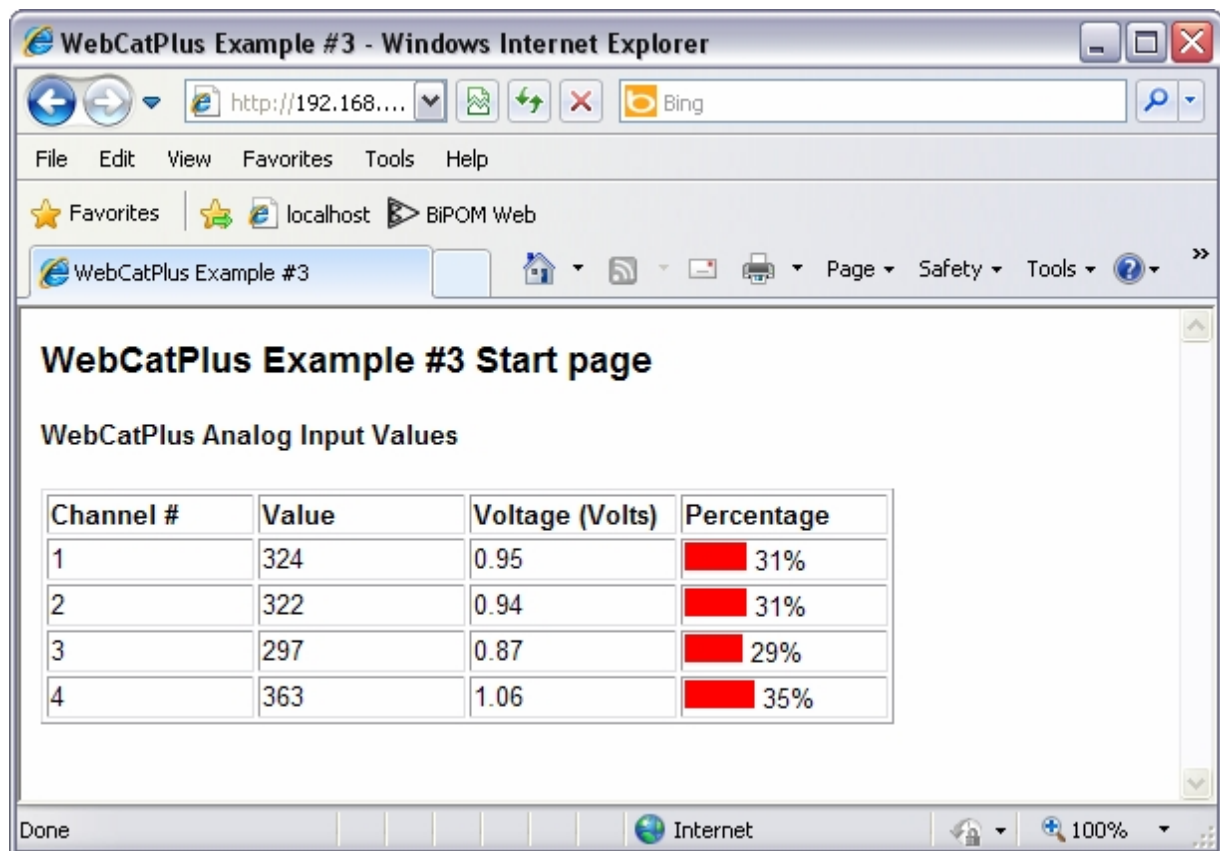 WebCatPlus Example #3 - Windows Internet Explorer
http://192.168....
Bing
File Edit View Favorites Tools Help
Favorites localhost BiPOM Web
WebCatPlus Example #3 Page Safety Tools
WebCatPlus Example #3 Start page
WebCatPlus Analog Input Values
Channel # Value Voltage (Volts) Percentage
1 324 0.95 31%
2 322 0.94 31%
3 297 0.87 29%
4 363 1.06 35%
Done Internet 100%